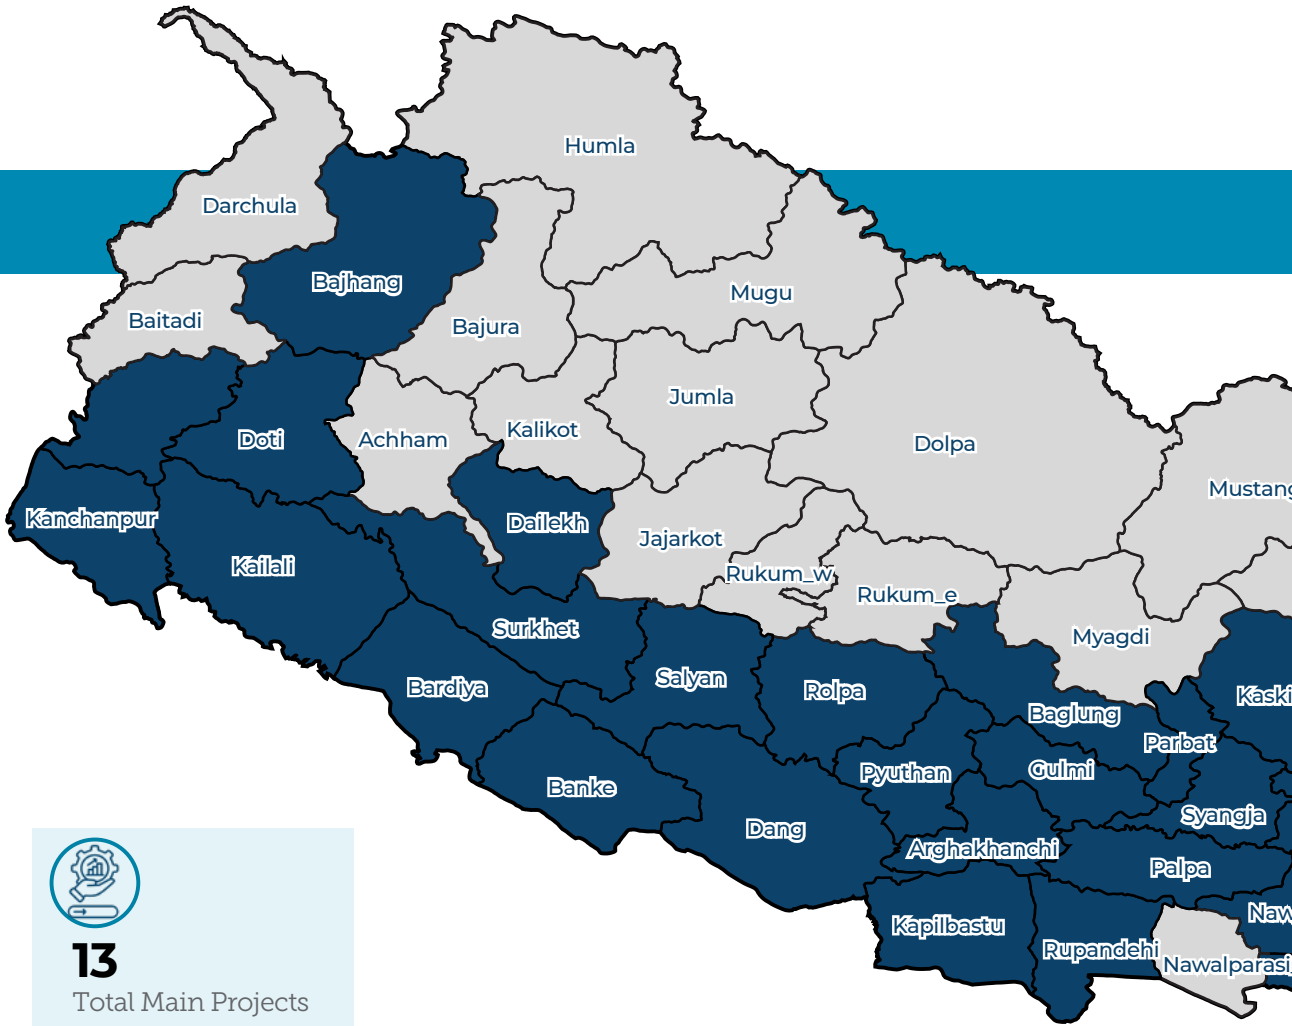 Humla
Darchula
Bajhang
Mugu
Baitadi
Bajura
Jumla
Kalikot
Doti
Achham
Dolpa
Mustang
Kanchanpur
Dailekh
Jajarkot
Kailali
Rukum_w
Rukum_e
Surkhet
Myagdi
Salyan
Bardiya
Rolpa
Kaski
Baglung
Parbat
Pyuthan
Gulmi
Banke
Syangja
Dang
Arghakhanchi
Palpa
Naw
Kapilbastu
Rupandehi
Nawalparasi_
13
Total Main Projects